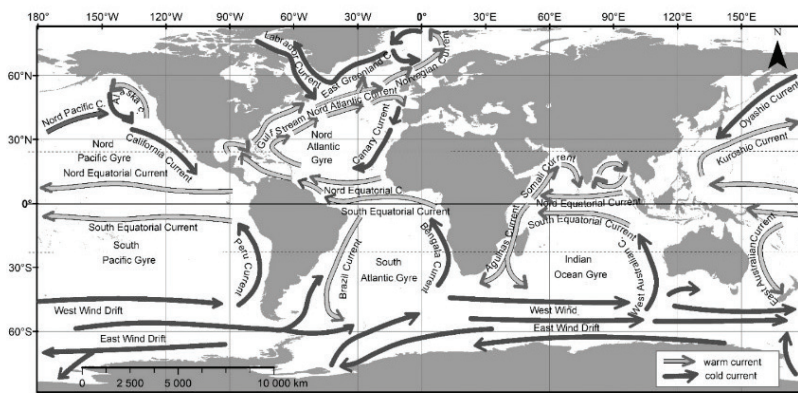 180° 150°W 120°W 90°W 60°W 30°W 0° 30°E 60°E 90°E 120°E 150°E
N
Labrador Current
East Greenland
Norwegian Current
60°N
Alaska C.
Nord Pacific C.
Gulf Stream Nord Atlantic Current
Oyashio Current
30°N
California Current
Canary Current
Kuroshio Current
Nord
Pacific Gyre
Nord
Atlantic
Gyre
Somali Current
Nord Equatorial Current
Nord Equatorial C.
Nord Equatorial Current
0°
South Equatorial Current
South Equatorial Current
South Equatorial Current
South
Pacific Gyre
Peru Current
Brazil Current
South
Atlantic Gyre
Bengala Current
Agulhas Current
Indian
Ocean Gyre
West Australian C.
East Australian Current
30°S
West Wind Drift
West Wind
60°S
East Wind Drift
East Wind Drift
0 2 500 5 000 10 000 km
warm current
cold current